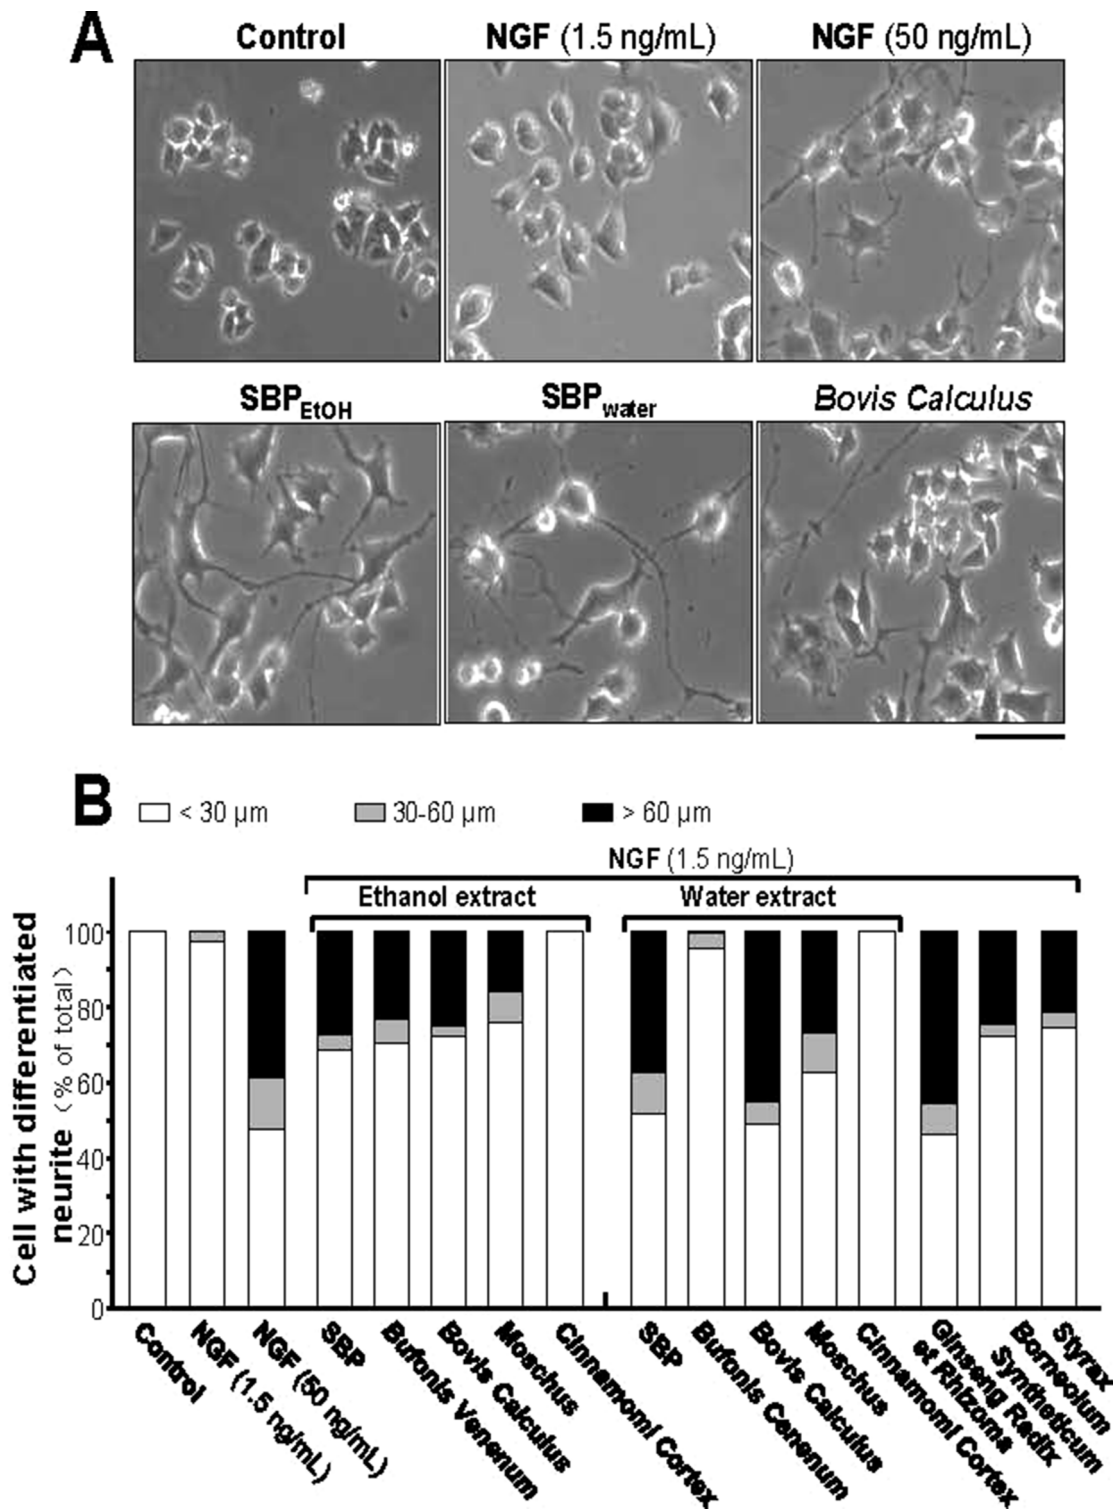 A
Control
NGF (1.5 ng/mL)
NGF (50 ng/mL)
SBPEtOH
SBPwater
Bovis Calculus
B
< 30 µm
30-60 µm
> 60 µm
NGF (1.5 ng/mL)
Ethanol extract
Water extract
Cell with differentiated
neurite (% of total)
100
80
60
40
20
0
Control
NGF (1.5 ng/mL)
NGF (50 ng/mL)
SBP
Bufonis Venenum
Bovis Calculus
Moschus
Cinnamomi Cortex
SBP
Bufonis Cenenum
Bovis Calculus
Moschus
Cinnamomi Cortex
Ginseng Radix
et Rhizoma
Borneolum
Syntheticum
Styrax